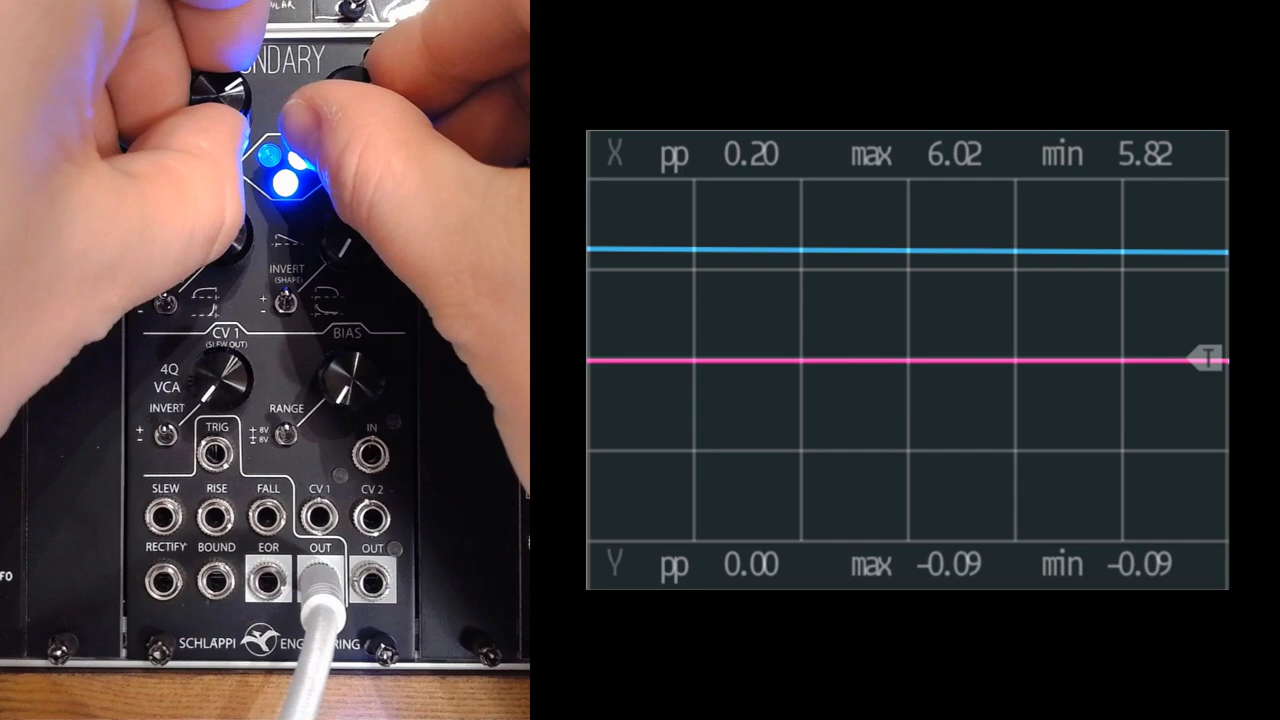 NDARY
INVERT
(SHAPE)
+
+
-
-
CV 1
BIAS
(SLEW OUT)
4Q
VCA
INVERT
RANGE
+
-
+ 8V
- 8V
TRIG
IN
SLEW
RISE
FALL
CV 1
CV 2
RECTIFY
BOUND
EOR
OUT
OUT
SCHLAPPI
ENG
RING
X pp 0.20 max 6.02 min 5.82
T
Y pp 0.00 max -0.09 min -0.09